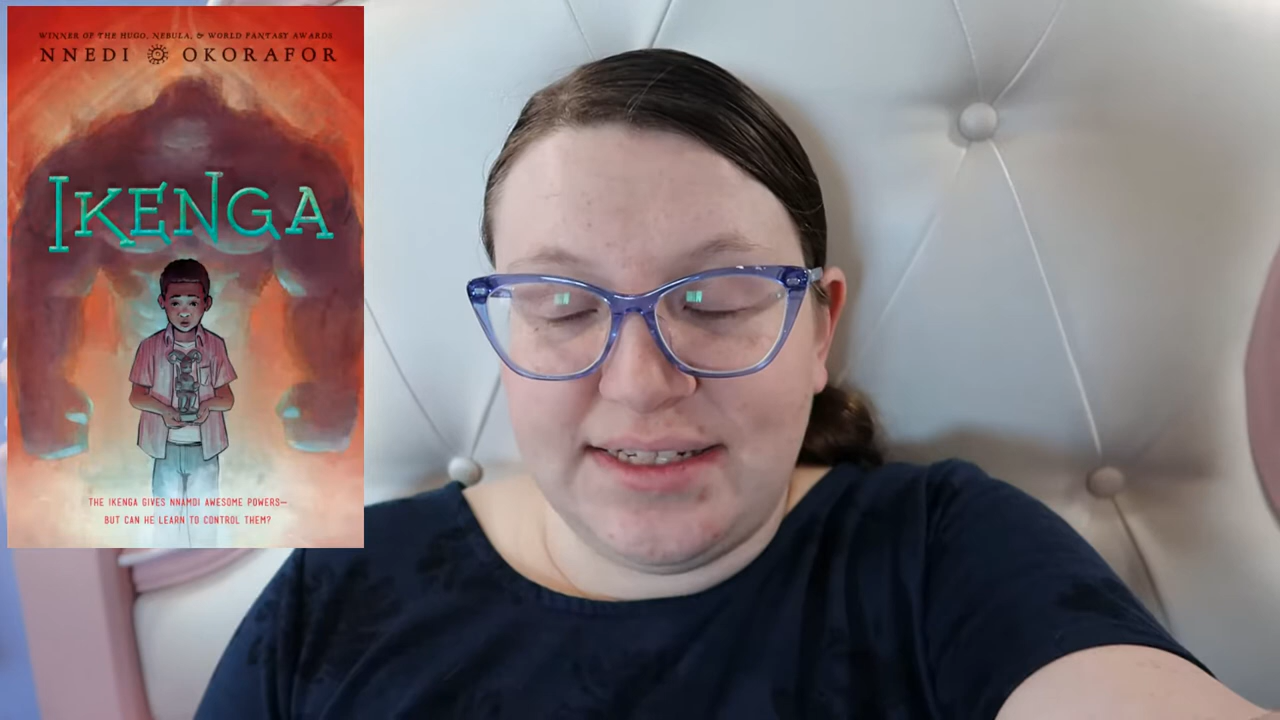 WINNER OF THE HUGO, NEBULA, & WORLD FANTASY AWARDS
NNEDI OKORAFOR
IKENGA
THE IKENGA GIVES NNAMDI AWESOME POWERS—
BUT CAN HE LEARN TO CONTROL THEM?